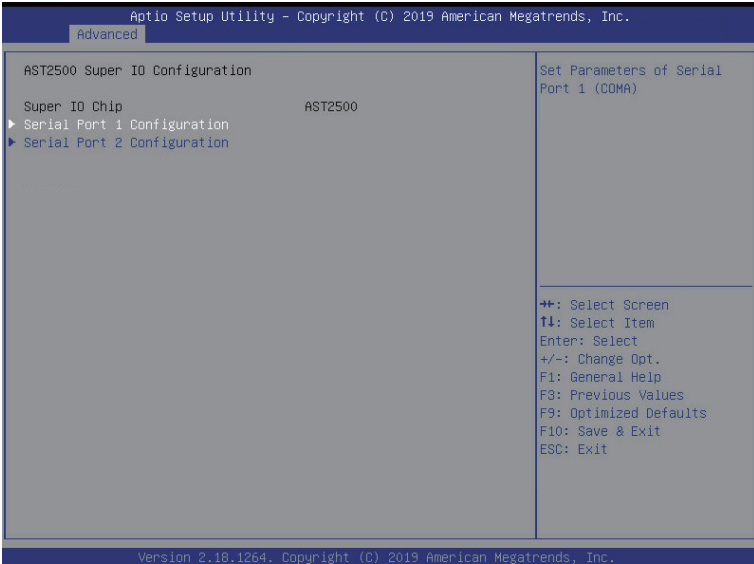 Aptio Setup Utility – Copyright (C) 2019 American Megatrends, Inc.
Advanced
AST2500 Super IO Configuration
Super IO Chip AST2500
Serial Port 1 Configuration
Serial Port 2 Configuration
Set Parameters of Serial
Port 1 (COMA)
→←: Select Screen
↑↓: Select Item
Enter: Select
+/-: Change Opt.
F1: General Help
F3: Previous Values
F9: Optimized Defaults
F10: Save & Exit
ESC: Exit
Version 2.18.1264. Copyright (C) 2019 American Megatrends, Inc.